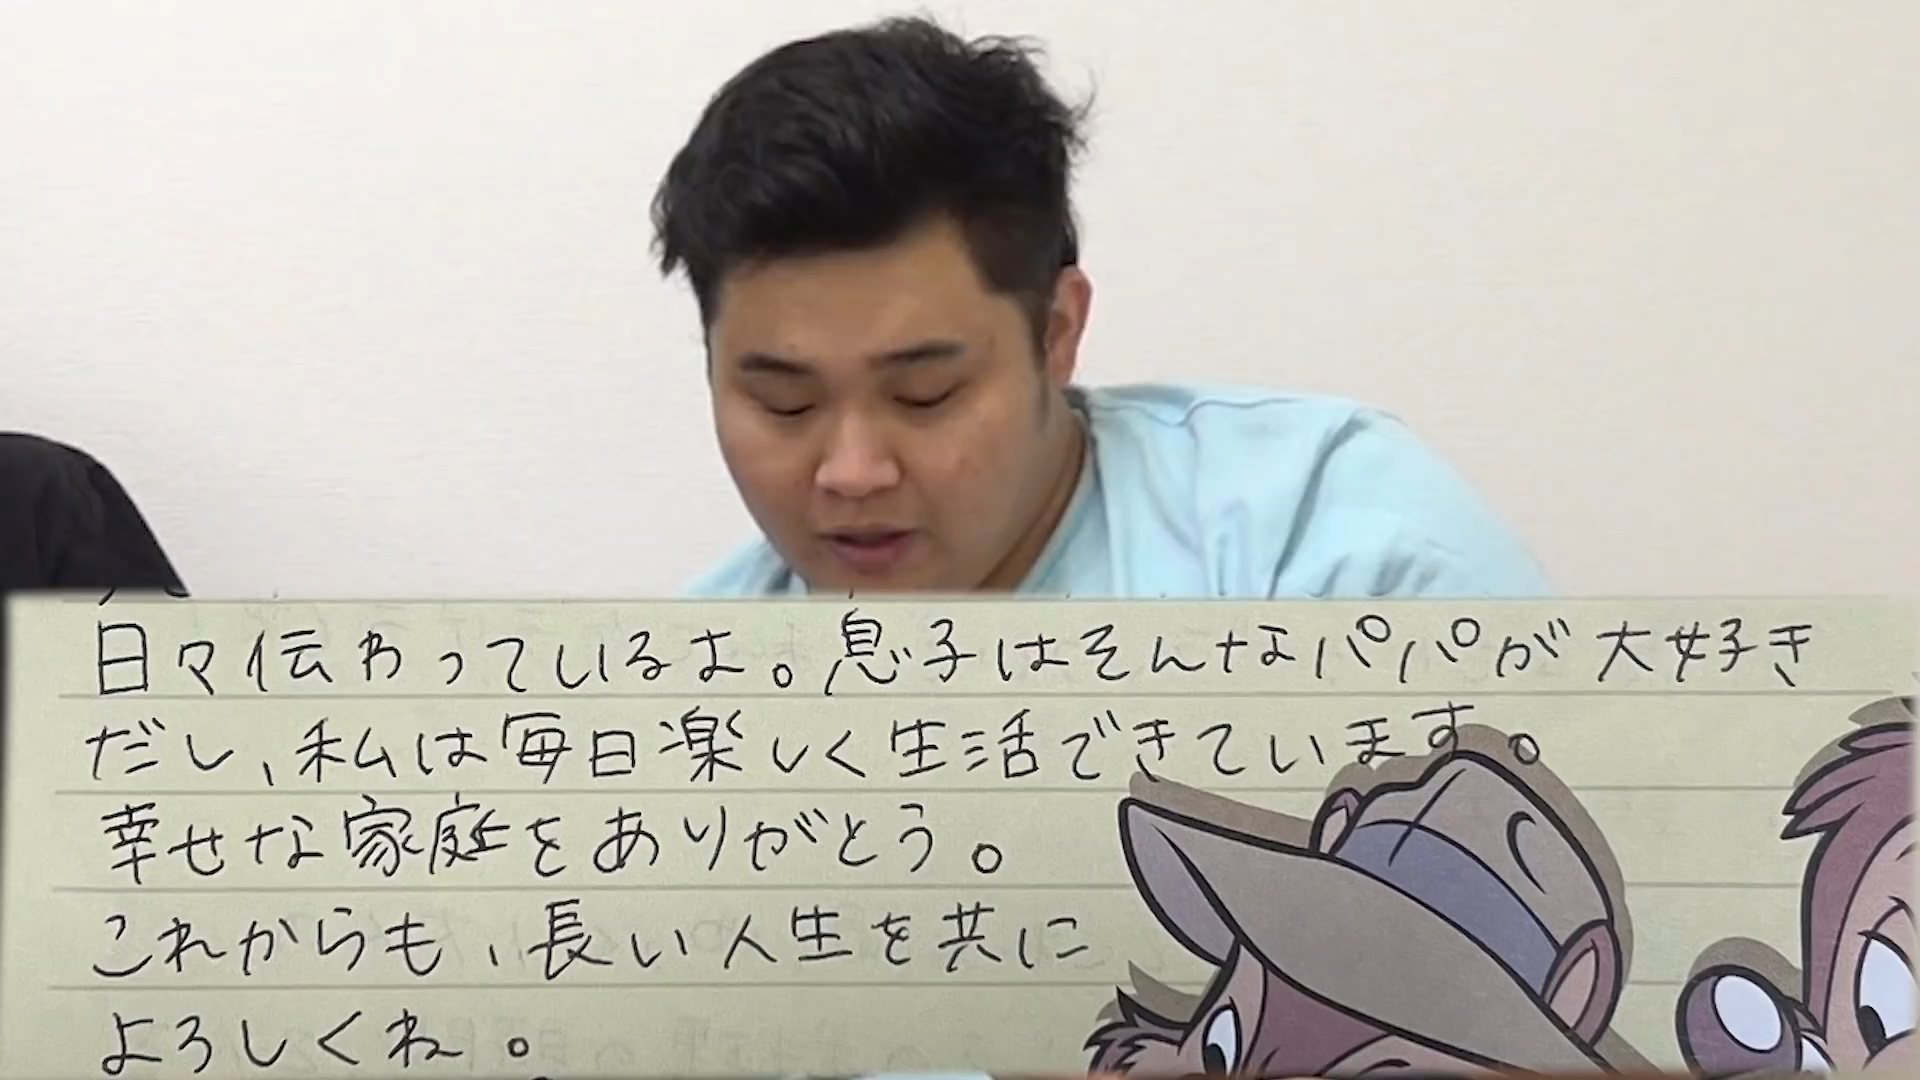 日々伝わっているよ。息子はそんなパパが大好き
だし、私は毎日楽しく生活できています。
幸せな家庭をありがとう。
これからも、長い人生を共に
よろしくね。